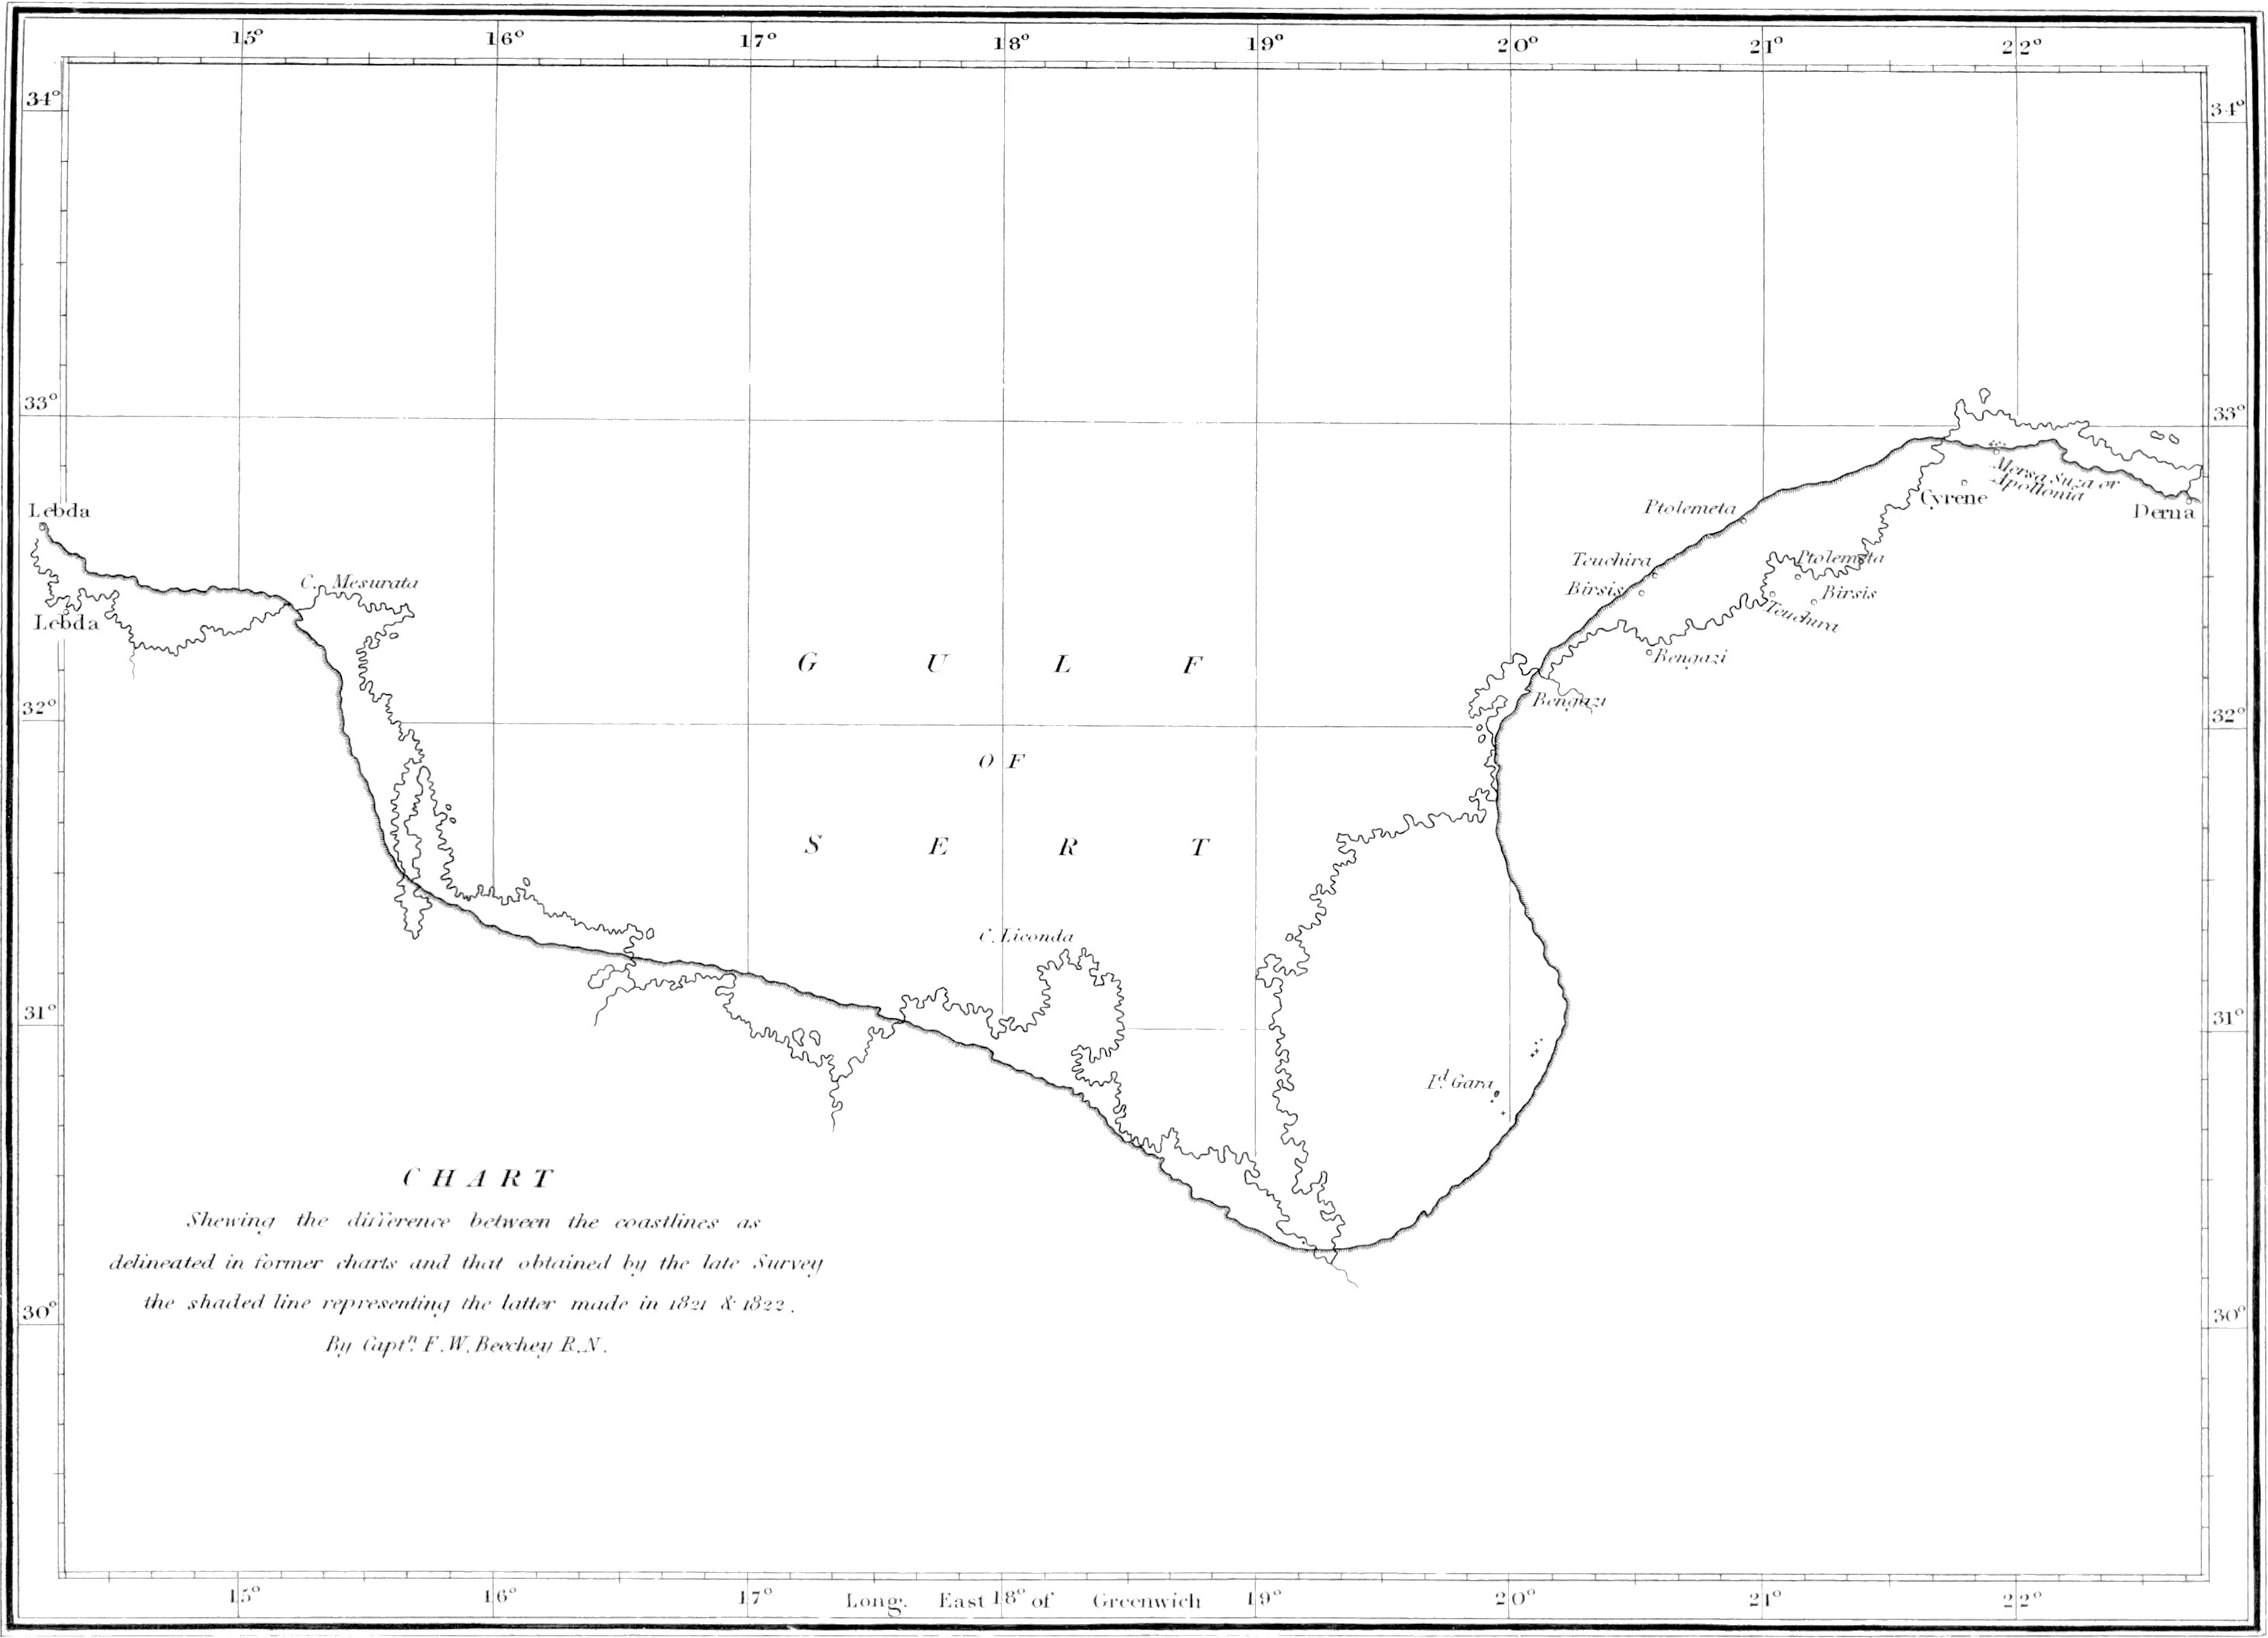 15° 16° 17° 18° 19° 20° 21° 22°
34° 34°
33° 33°
Lebda
Lebda
C. Mesurata
Mersa Suza or
Apollonia
Cyrene
Derna
Ptolemeta
Teuchira
Birsis
Ptolemeta
Birsis
Teuchira
Bengazi
Bengazi
GULF
32° 32°
OF
SERT
C. Liconda
31° 31°
Id. Gara
CHART
Shewing the difference between the coastlines as
delineated in former charts and that obtained by the late Survey
the shaded line representing the latter made in 1821 & 1822.
By Captn. F.W. Beechey R.N.
30° 30°
15° 16° 17° Long. East 18° of Greenwich 19° 20° 21° 22°